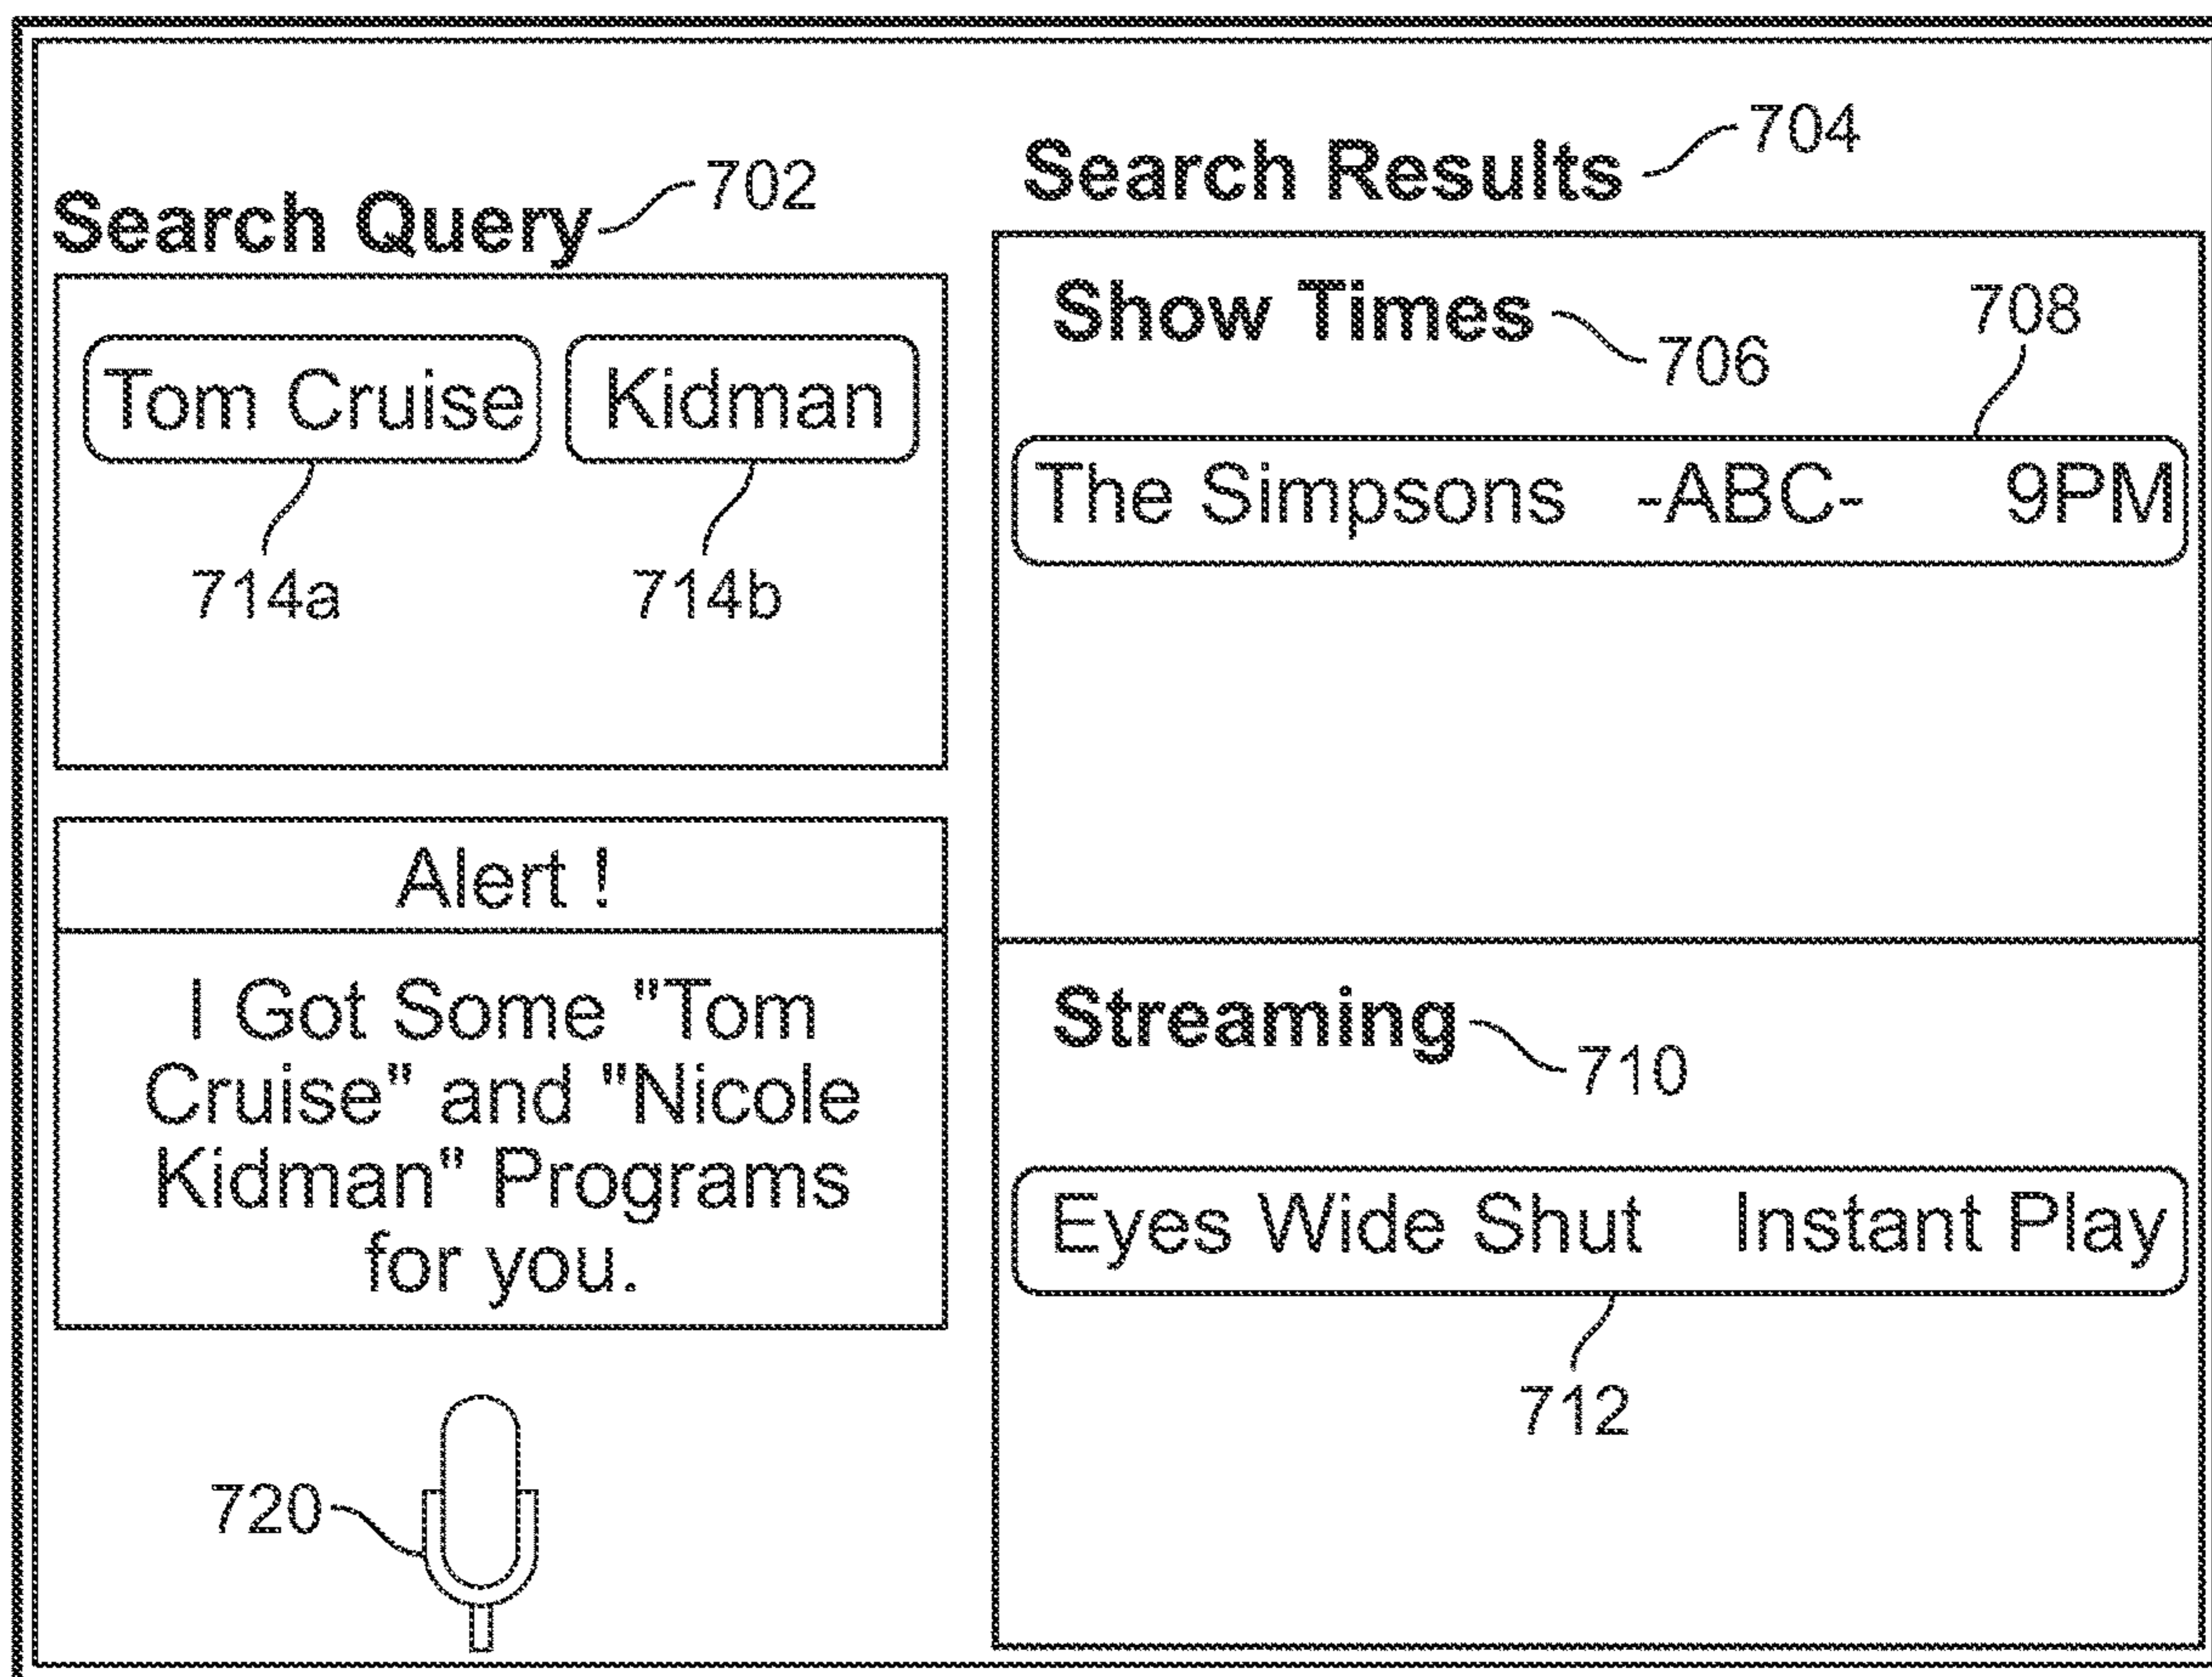 Search Query 702
Tom Cruise Kidman
714a 714b
Alert !
I Got Some "Tom
Cruise" and "Nicole
Kidman" Programs
for you.
720
Search Results 704
Show Times 706
708
The Simpsons -ABC- 9PM
Streaming 710
Eyes Wide Shut Instant Play
712